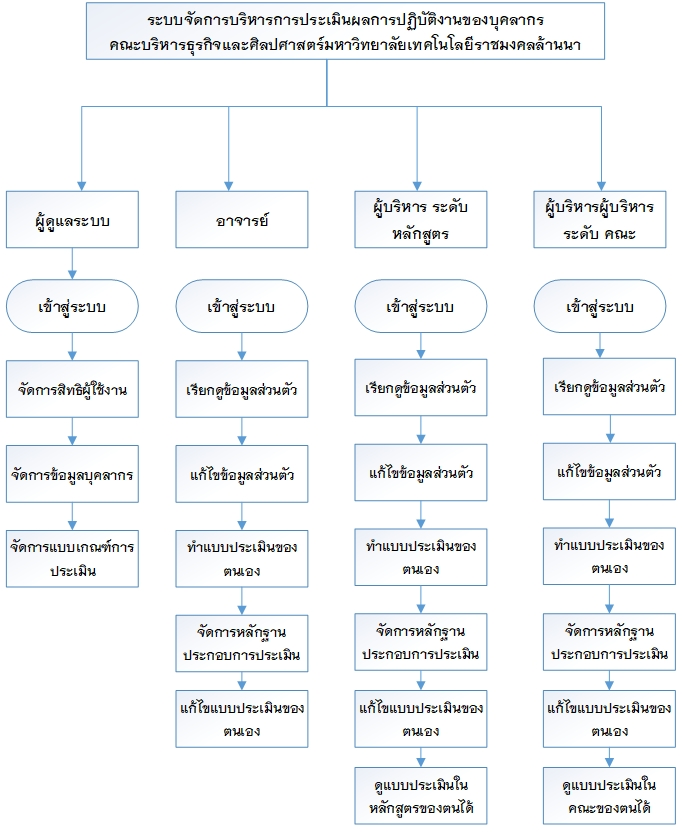 ระบบจัดการบริหารการประเมินผลการปฏิบัติงานของบุคลากร
คณะบริหารธุรกิจและศิลปศาสตร์มหาวิทยาลัยเทคโนโลยีราชมงคลล้านนา
ผู้ดูแลระบบ
เข้าสู่ระบบ
จัดการสิทธิผู้ใช้งาน
จัดการข้อมูลบุคลากร
จัดการแบบเกณฑ์การ
ประเมิน
อาจารย์
เข้าสู่ระบบ
เรียกดูข้อมูลส่วนตัว
แก้ไขข้อมูลส่วนตัว
ทำแบบประเมินของ
ตนเอง
จัดการหลักฐาน
ประกอบการประเมิน
แก้ไขแบบประเมินของ
ตนเอง
ผู้บริหาร ระดับ
หลักสูตร
เข้าสู่ระบบ
เรียกดูข้อมูลส่วนตัว
แก้ไขข้อมูลส่วนตัว
ทำแบบประเมินของ
ตนเอง
จัดการหลักฐาน
ประกอบการประเมิน
แก้ไขแบบประเมินของ
ตนเอง
ดูแบบประเมินใน
หลักสูตรของตนได้
ผู้บริหารผู้บริหาร
ระดับ คณะ
เข้าสู่ระบบ
เรียกดูข้อมูลส่วนตัว
แก้ไขข้อมูลส่วนตัว
ทำแบบประเมินของ
ตนเอง
จัดการหลักฐาน
ประกอบการประเมิน
แก้ไขแบบประเมินของ
ตนเอง
ดูแบบประเมินใน
คณะของตนได้